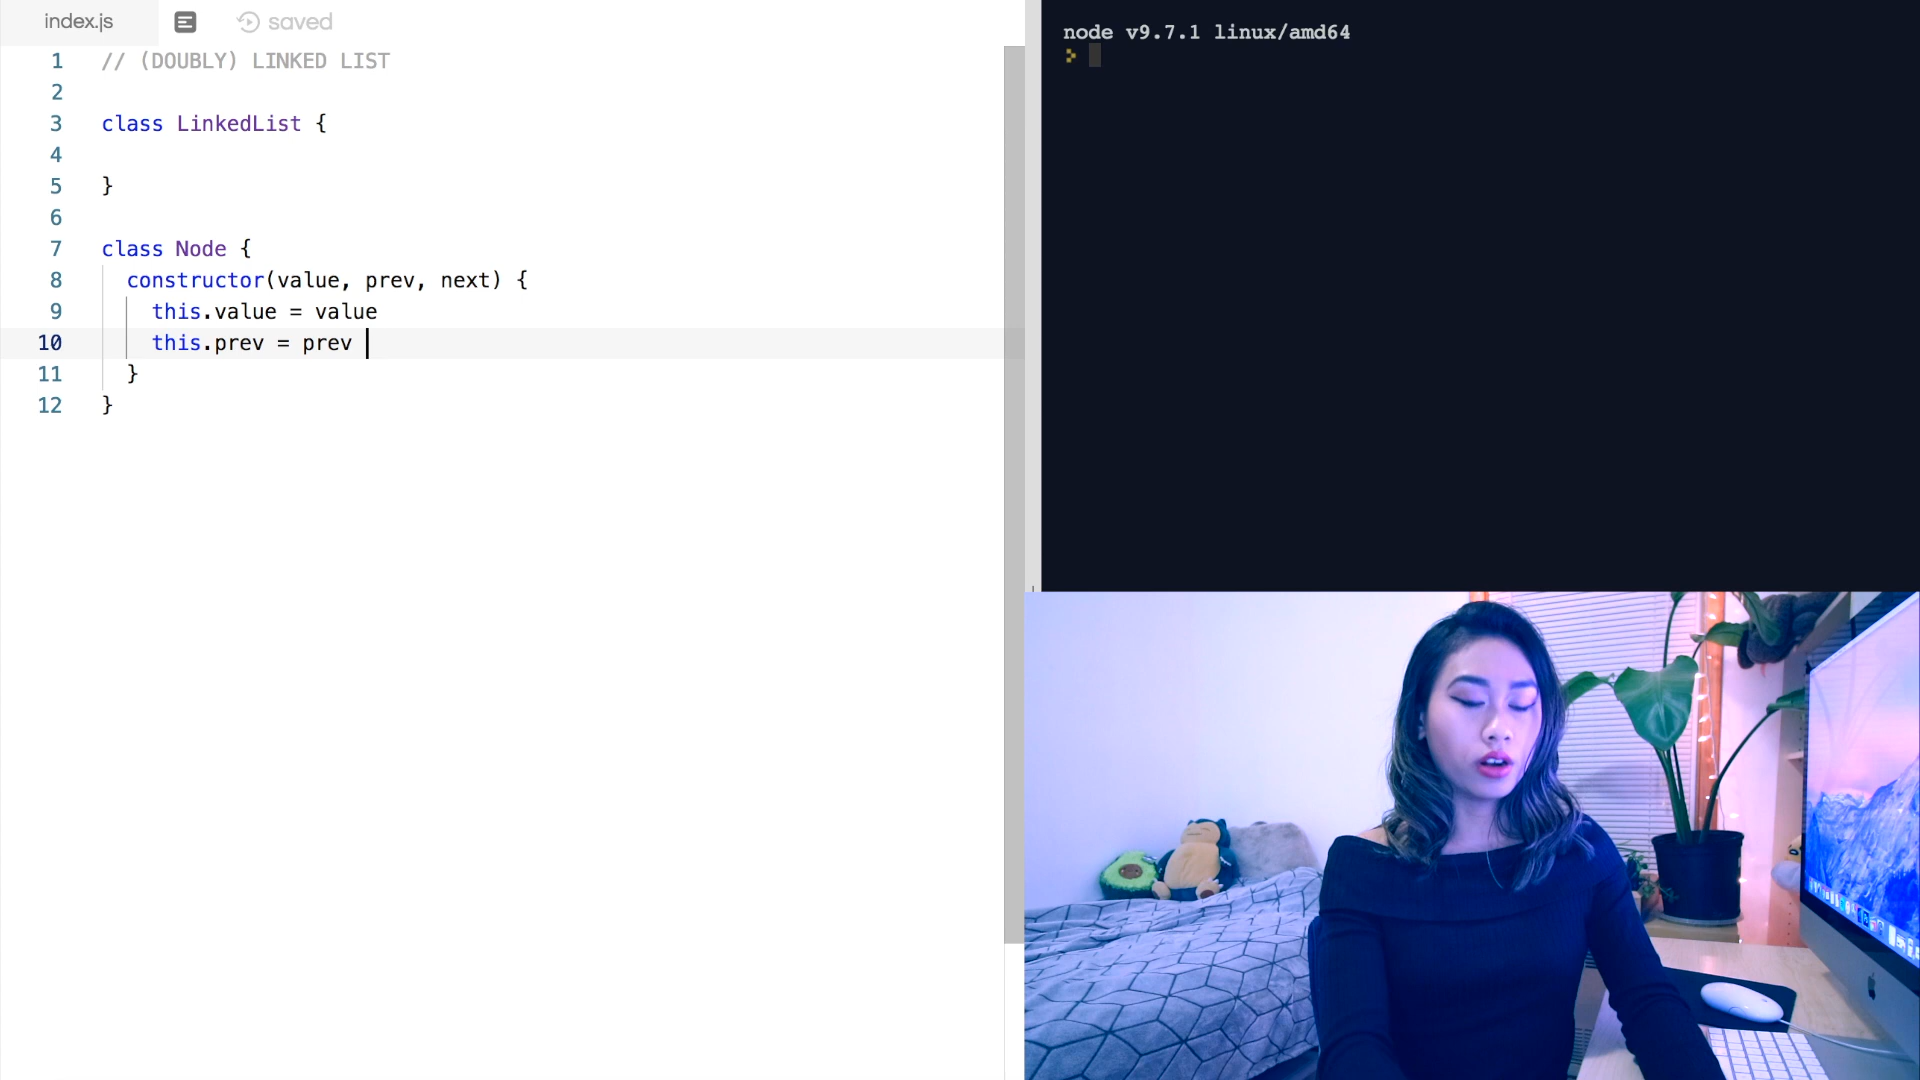 index.js saved
1 // (DOUBLY) LINKED LIST
2
3 class LinkedList {
4
5 }
6
7 class Node {
8 constructor(value, prev, next) {
9 this.value = value
10 this.prev = prev
11 }
12 }
node v9.7.1 linux/amd64
>